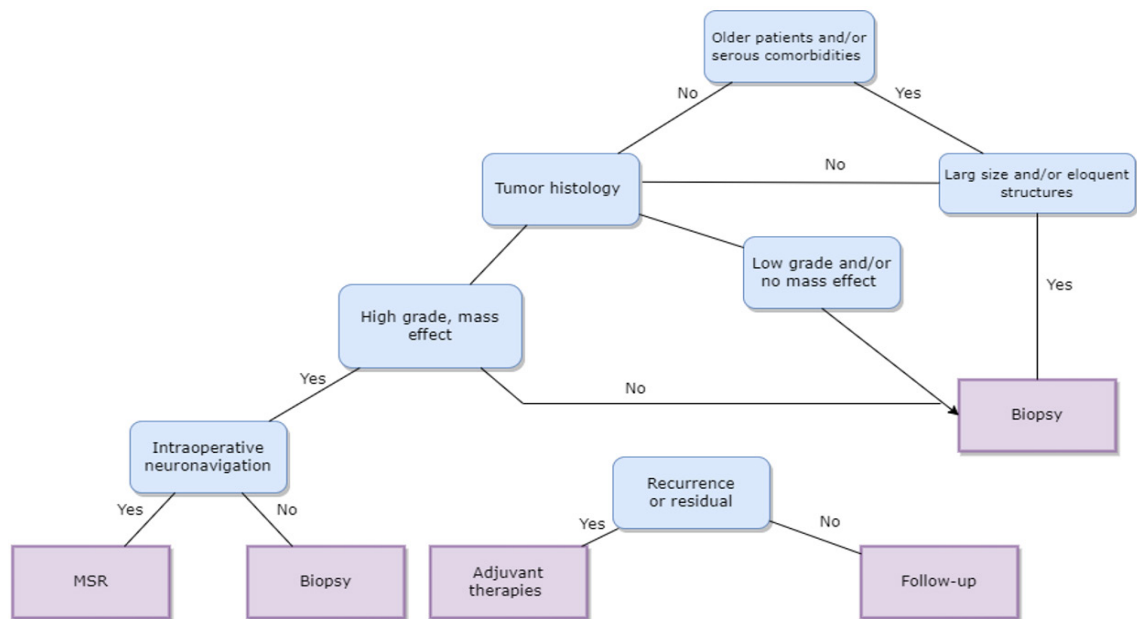 Older patients and/or
serous comorbidities
No
Yes
Tumor histology
No
Larg size and/or eloquent
structures
Low grade and/or
no mass effect
Yes
High grade, mass
effect
Yes
No
Biopsy
Intraoperative
neuronavigation
Recurrence
or residual
Yes
No
Yes
No
MSR
Biopsy
Adjuvant
therapies
Follow-up